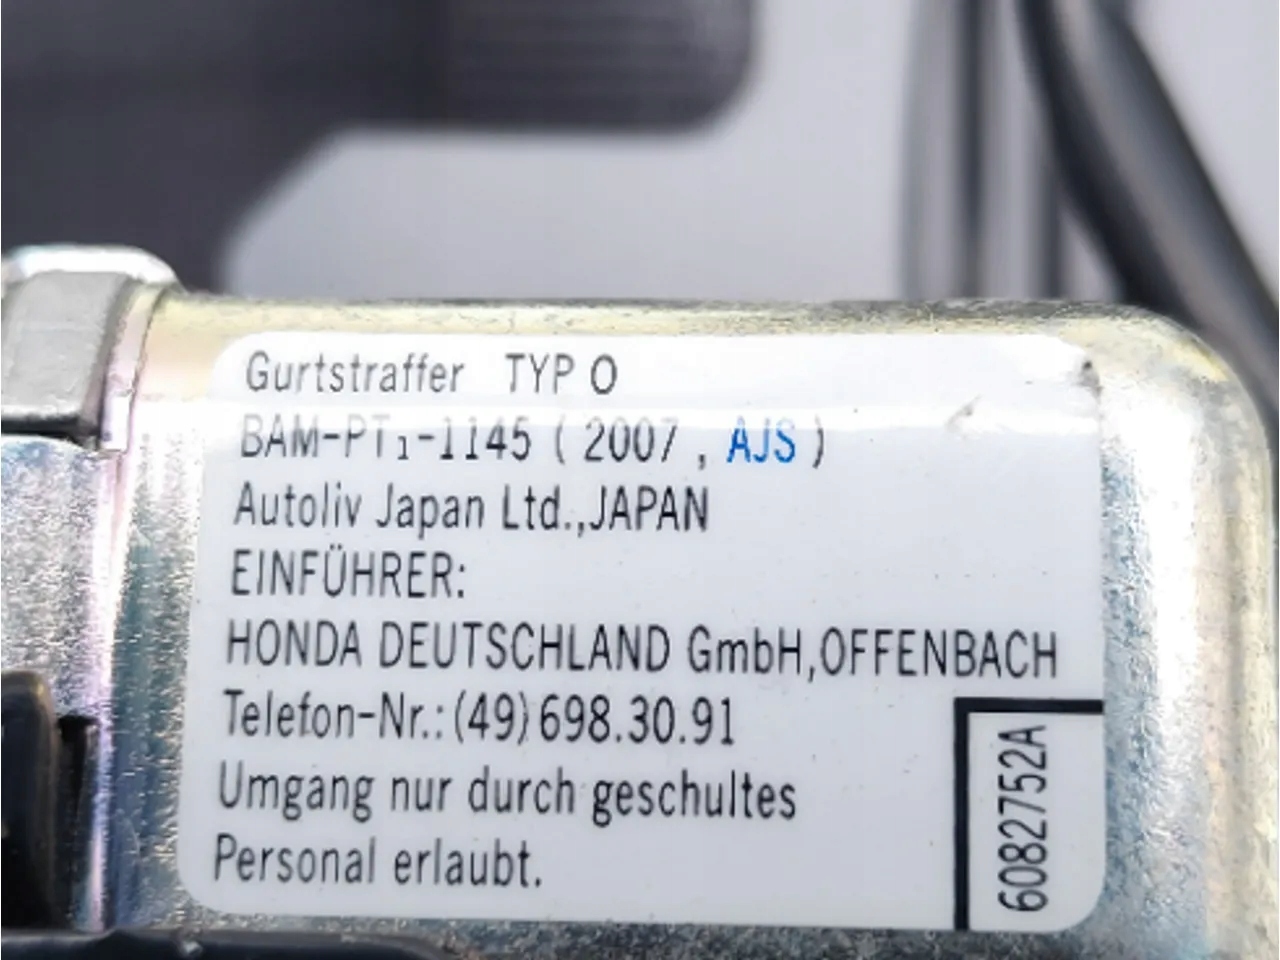 Gurtstraffer TYP O
BAM-PT₁-1145 ( 2007 , AJS )
Autoliv Japan Ltd.,JAPAN
EINFÜHRER:
HONDA DEUTSCHLAND GmbH,OFFENBACH
Telefon-Nr.: (49)698.30.91
Umgang nur durch geschultes
Personal erlaubt.
6082752A